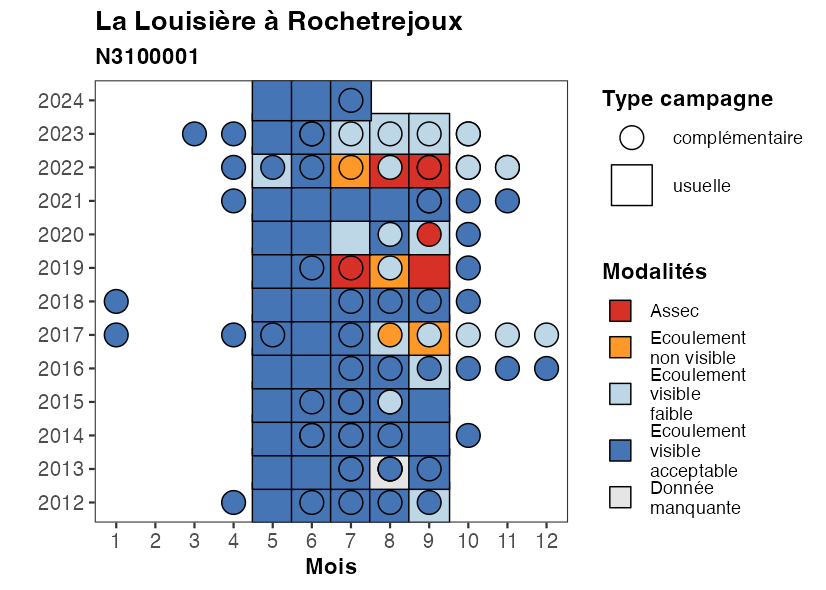 La Louisière à Rochetrejoux
N3100001
2024
2023
2022
2021
2020
2019
2018
2017
2016
2015
2014
2013
2012
1 2 3 4 5 6 7 8 9 10 11 12
Mois
Type campagne
complémentaire
usuelle
Modalités
Assec
Ecoulement
non visible
Ecoulement
visible
faible
Ecoulement
visible
acceptable
Donnée
manquante